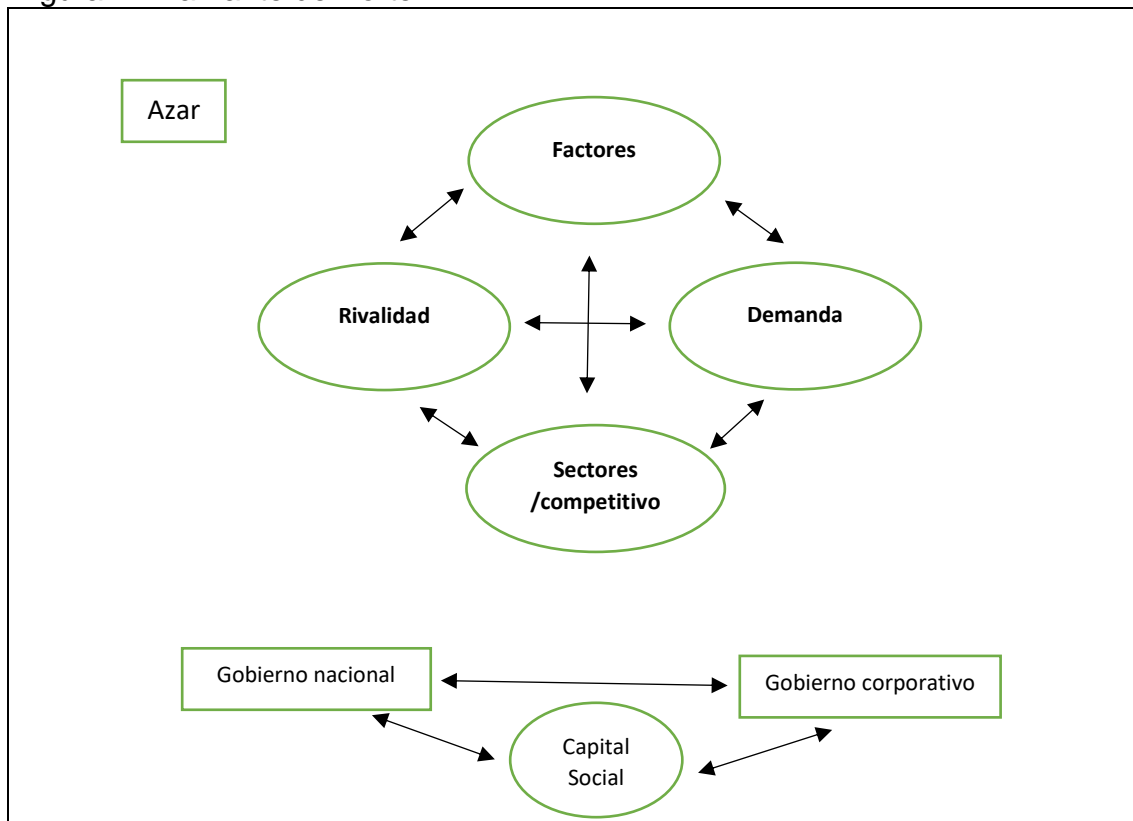 Azar
Factores
Rivalidad
Demanda
Sectores
/competitivo
Gobierno nacional
Gobierno corporativo
Capital
Social